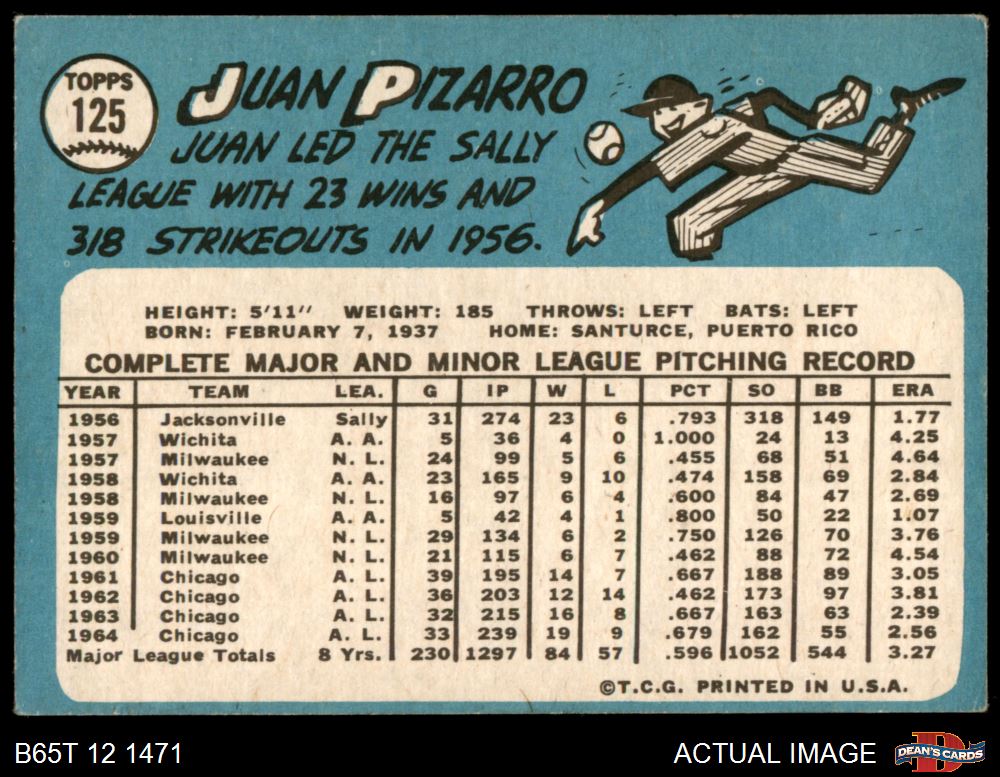 TOPPS
125
JUAN PIZARRO
JUAN LED THE SALLY
LEAGUE WITH 23 WINS AND
318 STRIKEOUTS IN 1956.
HEIGHT: 5'11" WEIGHT: 185 THROWS: LEFT BATS: LEFT
BORN: FEBRUARY 7, 1937 HOME: SANTURCE, PUERTO RICO
COMPLETE MAJOR AND MINOR LEAGUE PITCHING RECORD
YEAR TEAM LEA. G IP W L PCT SO BB ERA
1956 Jacksonville Sally 31 274 23 6 .793 318 149 1.77
1957 Wichita A. A. 5 36 4 0 1.000 24 13 4.25
1957 Milwaukee N. L. 24 99 5 6 .455 68 51 4.64
1958 Wichita A. A. 23 165 9 10 .474 158 69 2.84
1958 Milwaukee N. L. 16 97 6 4 .600 84 47 2.69
1959 Louisville A. A. 5 42 4 1 .800 50 22 1.07
1959 Milwaukee N. L. 29 134 6 2 .750 126 70 3.76
1960 Milwaukee N. L. 21 115 6 7 .462 88 72 4.54
1961 Chicago A. L. 39 195 14 7 .667 188 89 3.05
1962 Chicago A. L. 36 203 12 14 .462 173 97 3.81
1963 Chicago A. L. 32 215 16 8 .667 163 63 2.39
1964 Chicago A. L. 33 239 19 9 .679 162 55 2.56
Major League Totals 8 Yrs. 230 1297 84 57 .596 1052 544 3.27
©T.C.G. PRINTED IN U.S.A.
B65T 12 1471 ACTUAL IMAGE D DEAN'S CARDS